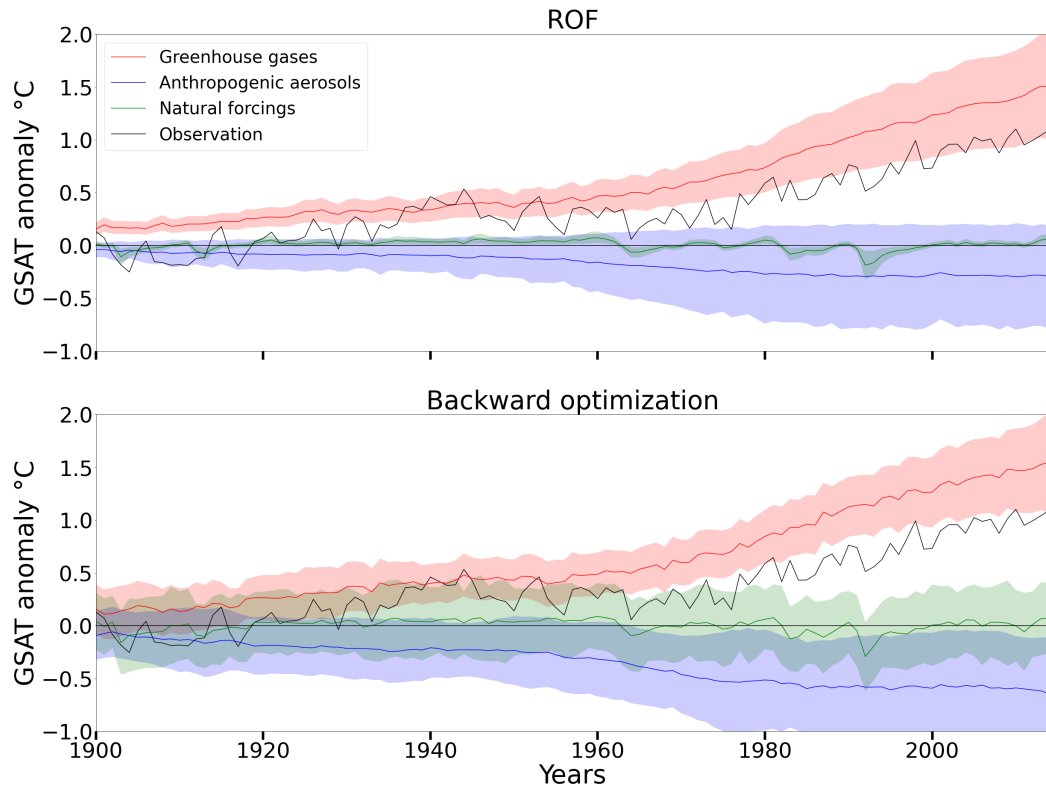 ROF
GSAT anomaly °C
2.0
1.5
1.0
0.5
0.0
−0.5
−1.0
Greenhouse gases
Anthropogenic aerosols
Natural forcings
Observation
Backward optimization
GSAT anomaly °C
2.0
1.5
1.0
0.5
0.0
−0.5
−1.0
1900 1920 1940 1960 1980 2000
Years